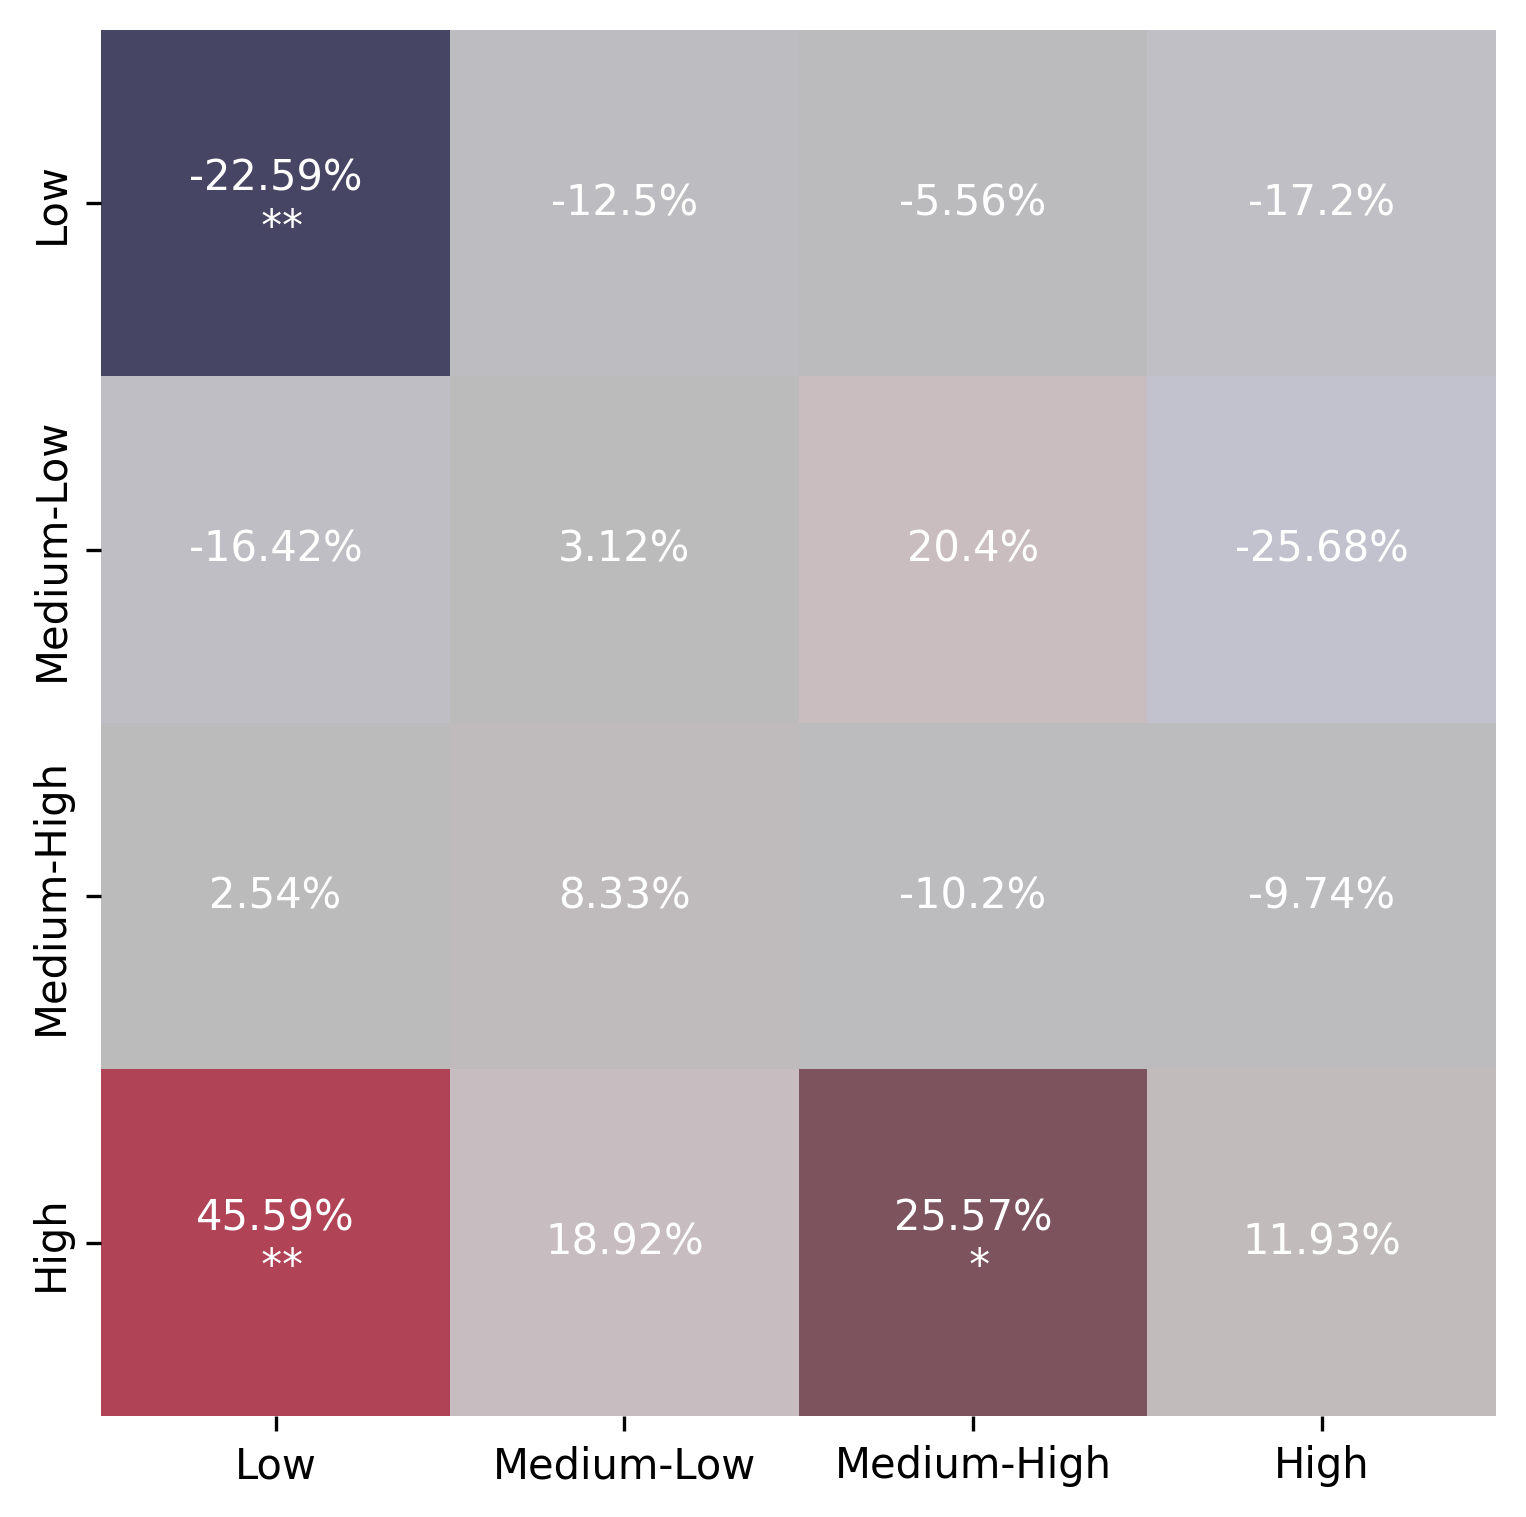 Low
-22.59%
**
-12.5%
-5.56%
-17.2%
Medium-Low
-16.42%
3.12%
20.4%
-25.68%
Medium-High
2.54%
8.33%
-10.2%
-9.74%
High
45.59%
**
18.92%
25.57%
*
11.93%
Low
Medium-Low
Medium-High
High